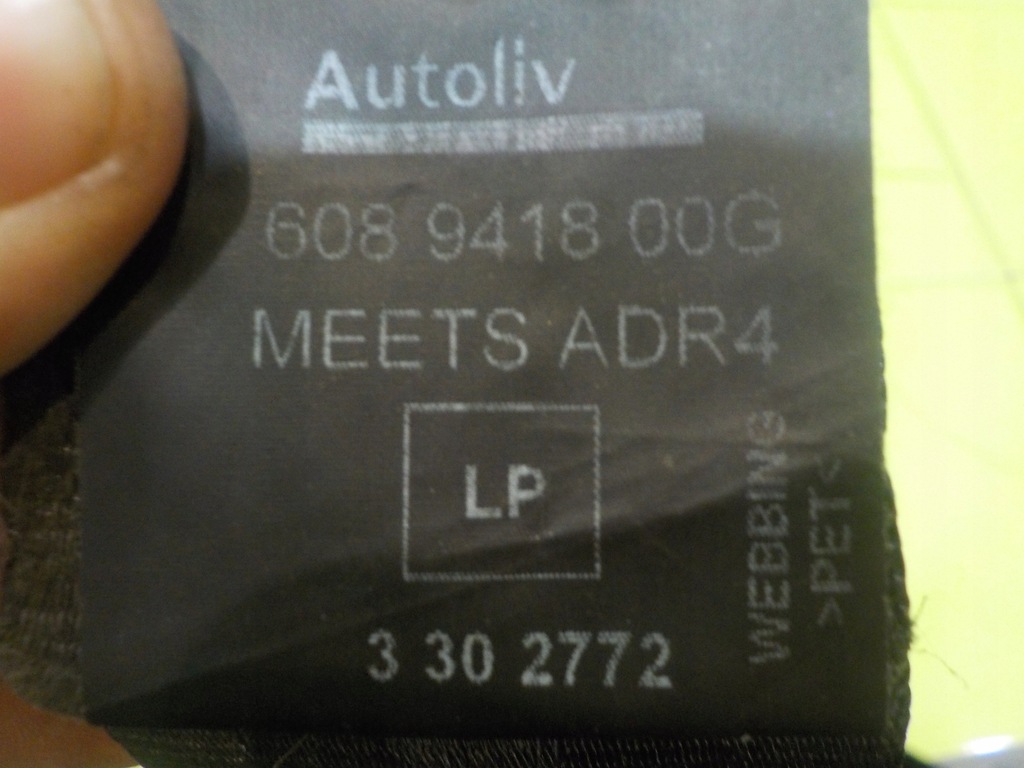 Autoliv
608 9418 00G
MEETS ADR4
LP
3 30 2772
WEBBING
>PET<